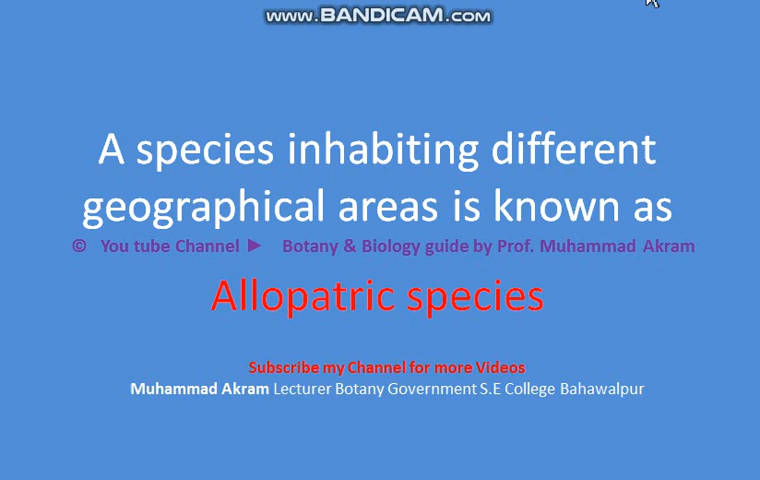 www.BANDICAM.com
A species inhabiting different
geographical areas is known as
© You tube Channel ► Botany & Biology guide by Prof. Muhammad Akram
Allopatric species
Subscribe my Channel for more Videos
Muhammad Akram Lecturer Botany Government S.E College Bahawalpur